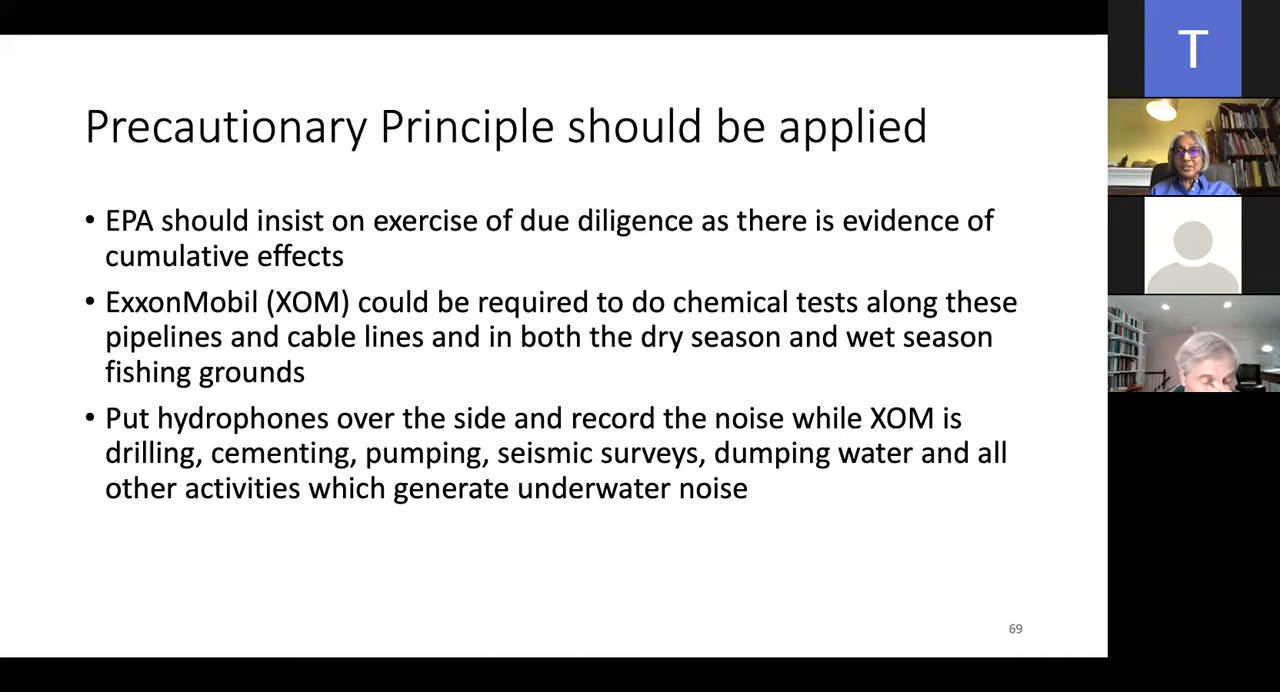 Precautionary Principle should be applied
• EPA should insist on exercise of due diligence as there is evidence of
cumulative effects
• ExxonMobil (XOM) could be required to do chemical tests along these
pipelines and cable lines and in both the dry season and wet season
fishing grounds
• Put hydrophones over the side and record the noise while XOM is
drilling, cementing, pumping, seismic surveys, dumping water and all
other activities which generate underwater noise
69
T